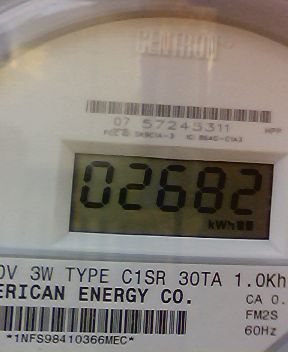 CENTRON
07 57245311 HPP
02682
kWh
0V 3W TYPE C1SR 30TA 1.0Kh
ERICAN ENERGY CO.
CA 0.
FM2S
60Hz
*1NFS98410366MEC*